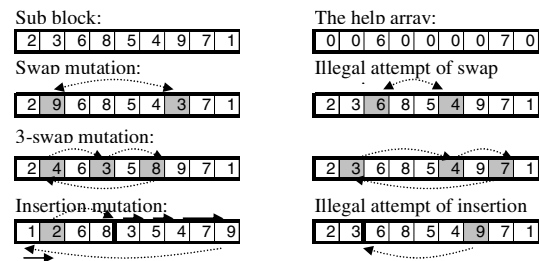 Sub block:
2 3 6 8 5 4 9 7 1
Swap mutation:
2 9 6 8 5 4 3 7 1
3-swap mutation:
2 4 6 3 5 8 9 7 1
Insertion mutation:
1 2 6 8 3 5 4 7 9
The help array:
0 0 6 0 0 0 0 7 0
Illegal attempt of swap
2 3 6 8 5 4 9 7 1
2 3 6 8 5 4 9 7 1
Illegal attempt of insertion
2 3 6 8 5 4 9 7 1